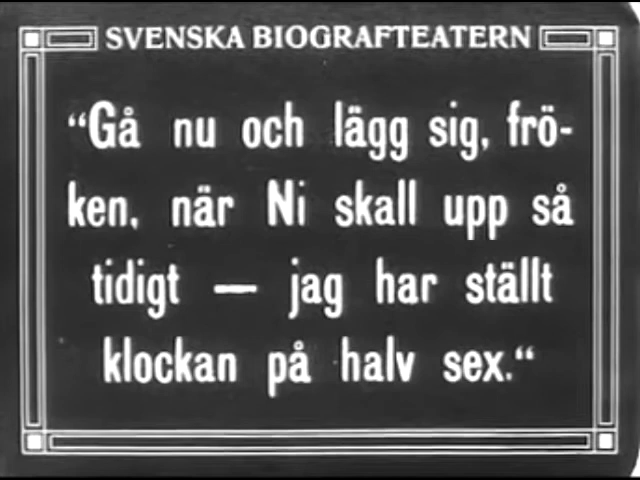 SVENSKA BIOGRAFTEATERN
“Gå nu och lägg sig, frö-
ken, när Ni skall upp så
tidigt — jag har ställt
klockan på halv sex.“